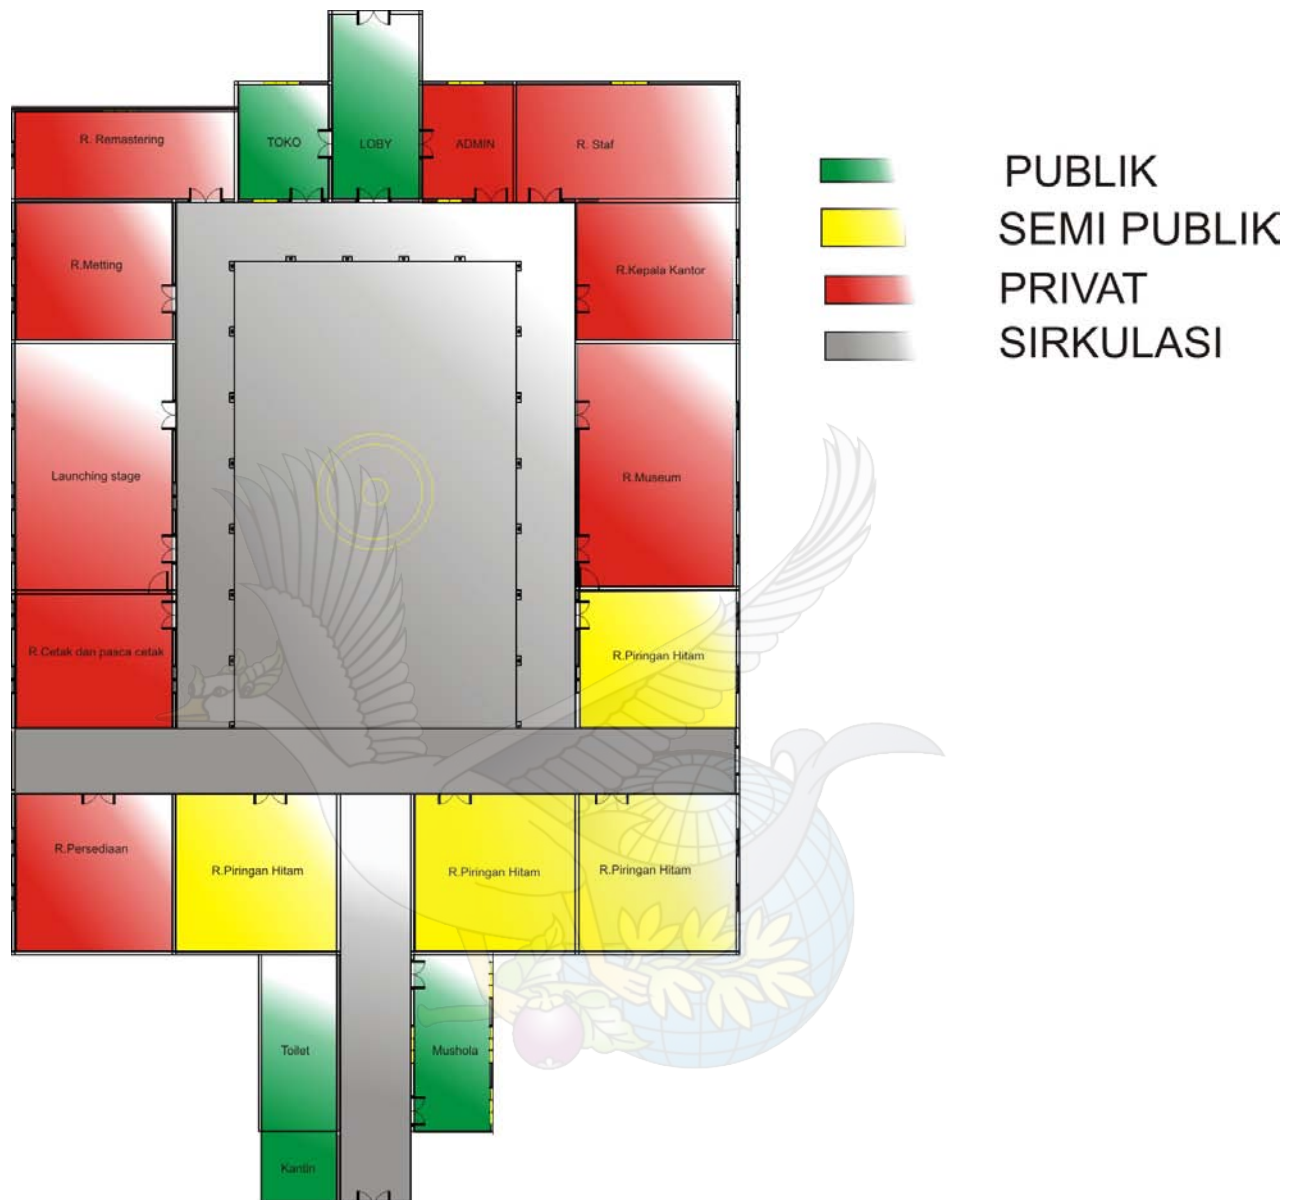 R. Remastering
TOKO
LOBY
ADMIN
R. Staf
PUBLIK
SEMI PUBLIK
PRIVAT
SIRKULASI
R.Metting
R.Kepala Kantor
Launching stage
R.Museum
R.Cetak dan pasca cetak
R.Piringan Hitam
R.Persediaan
R.Piringan Hitam
R.Piringan Hitam
R.Piringan Hitam
Toilet
Mushola
Kantin